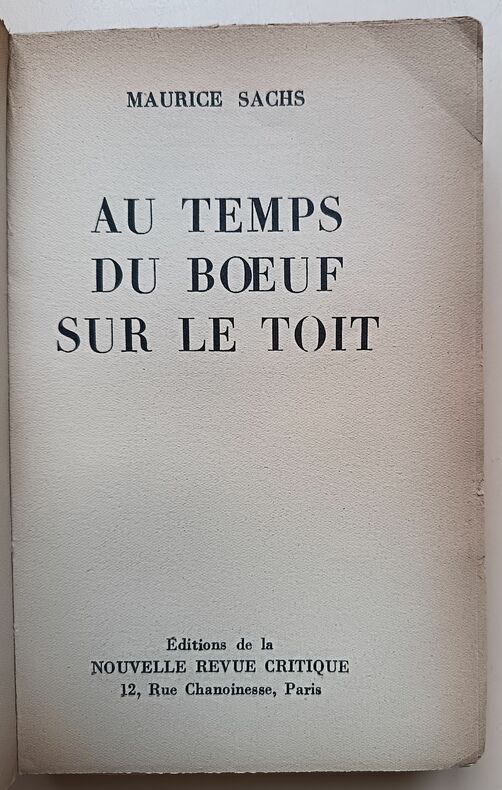 MAURICE SACHS
AU TEMPS
DU BŒUF
SUR LE TOIT
Éditions de la
NOUVELLE REVUE CRITIQUE
12, Rue Chanoinesse, Paris